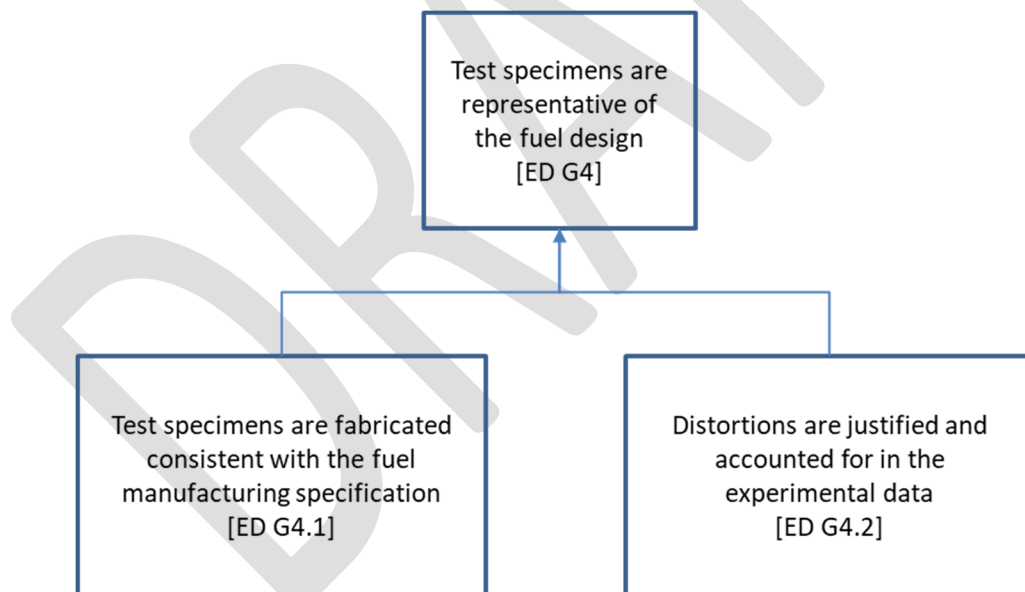 Test specimens are
representative of
the fuel design
[ED G4]
Test specimens are fabricated
consistent with the fuel
manufacturing specification
[ED G4.1]
Distortions are justified and
accounted for in the
experimental data
[ED G4.2]
DRA